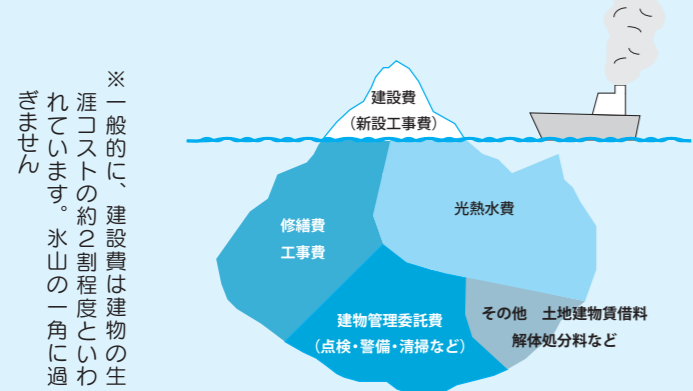 ※一般的に、建設費は建物の生
涯コストの約２割程度といわ
れています。氷山の一角に過
ぎません
建設費
（新設工事費）
修繕費
工事費
光熱水費
建物管理委託費
（点検・警備・清掃など）
その他　土地建物賃借料
解体処分料など